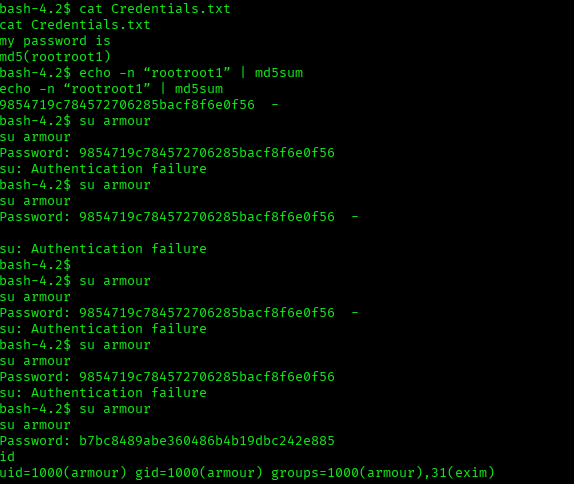 bash-4.2$ cat Credentials.txt
cat Credentials.txt
my password is
md5(rootroot1)
bash-4.2$ echo -n “rootroot1” | md5sum
echo -n “rootroot1” | md5sum
9854719c784572706285bacf8f6e0f56  -
bash-4.2$ su armour
su armour
Password: 9854719c784572706285bacf8f6e0f56
su: Authentication failure
bash-4.2$ su armour
su armour
Password: 9854719c784572706285bacf8f6e0f56  -
su: Authentication failure
bash-4.2$
bash-4.2$ su armour
su armour
Password: 9854719c784572706285bacf8f6e0f56  -
su: Authentication failure
bash-4.2$ su armour
su armour
Password: 9854719c784572706285bacf8f6e0f56
su: Authentication failure
bash-4.2$ su armour
su armour
Password: b7bc8489abe360486b4b19dbc242e885
id
uid=1000(armour) gid=1000(armour) groups=1000(armour),31(exim)